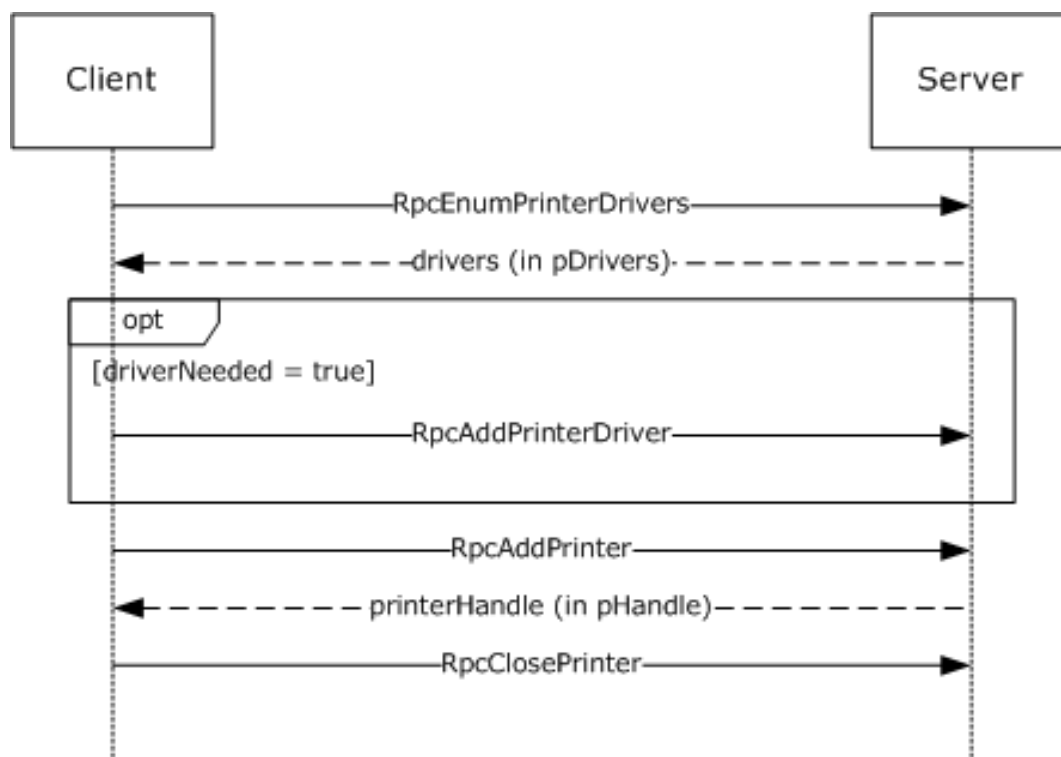 Client
Server
RpcEnumPrinterDrivers
drivers (in pDrivers)
opt
[driverNeeded = true]
RpcAddPrinterDriver
RpcAddPrinter
printerHandle (in pHandle)
RpcClosePrinter